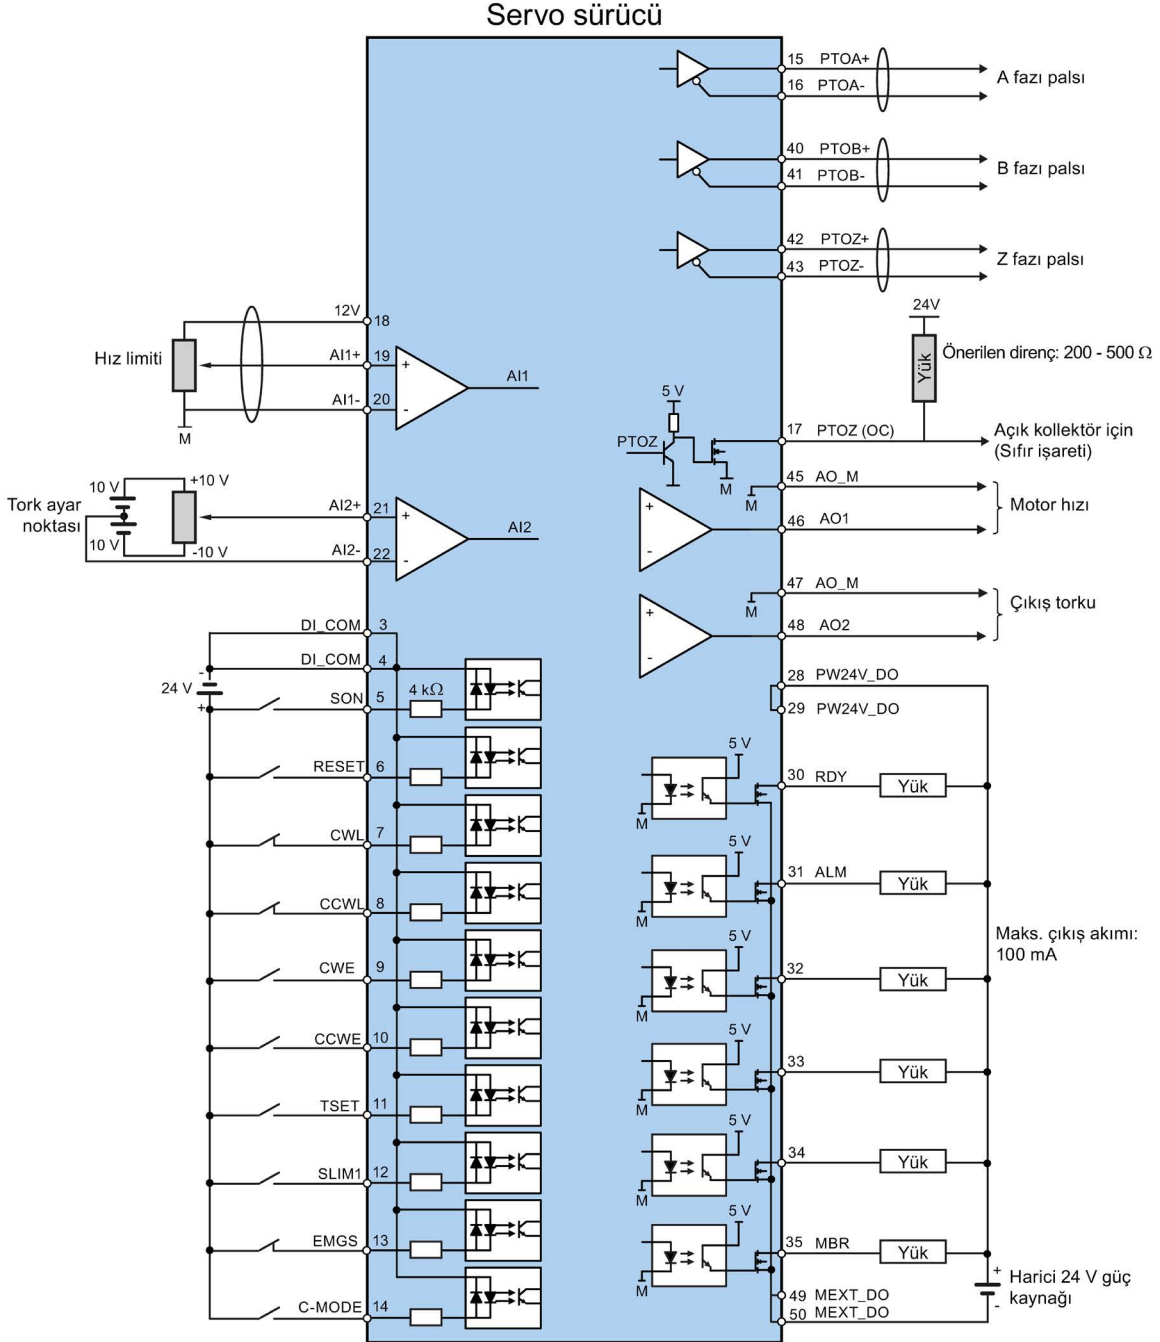 Servo sürücü
15 PTOA+
16 PTOA-
A fazı palsı
40 PTOB+
41 PTOB-
B fazı palsı
42 PTOZ+
43 PTOZ-
Z fazı palsı
12V 18
Hız limiti
AI1+ 19
+
AI1
AI1- 20
-
M
24V
Yük
Önerilen direnç: 200 - 500 Ω
5 V
PTOZ
M
17 PTOZ (OC)
Açık kollektör için
(Sıfır işareti)
Tork ayar
noktası
10 V
+10 V
10 V
-10 V
AI2+ 21
+
AI2
AI2- 22
-
M
45 AO_M
+
-
46 AO1
Motor hızı
M
47 AO_M
+
-
48 AO2
Çıkış torku
DI_COM 3
DI_COM 4
24 V
-
+
SON 5
4 kΩ
RESET 6
CWL 7
CCWL 8
CWE 9
CCWE 10
TSET 11
SLIM1 12
EMGS 13
C-MODE 14
28 PW24V_DO
29 PW24V_DO
5 V
M
30 RDY
Yük
5 V
M
31 ALM
Yük
Maks. çıkış akımı:
100 mA
5 V
M
32
Yük
5 V
M
33
Yük
5 V
M
34
Yük
5 V
M
35 MBR
Yük
+
-
Harici 24 V güç
kaynağı
49 MEXT_DO
50 MEXT_DO